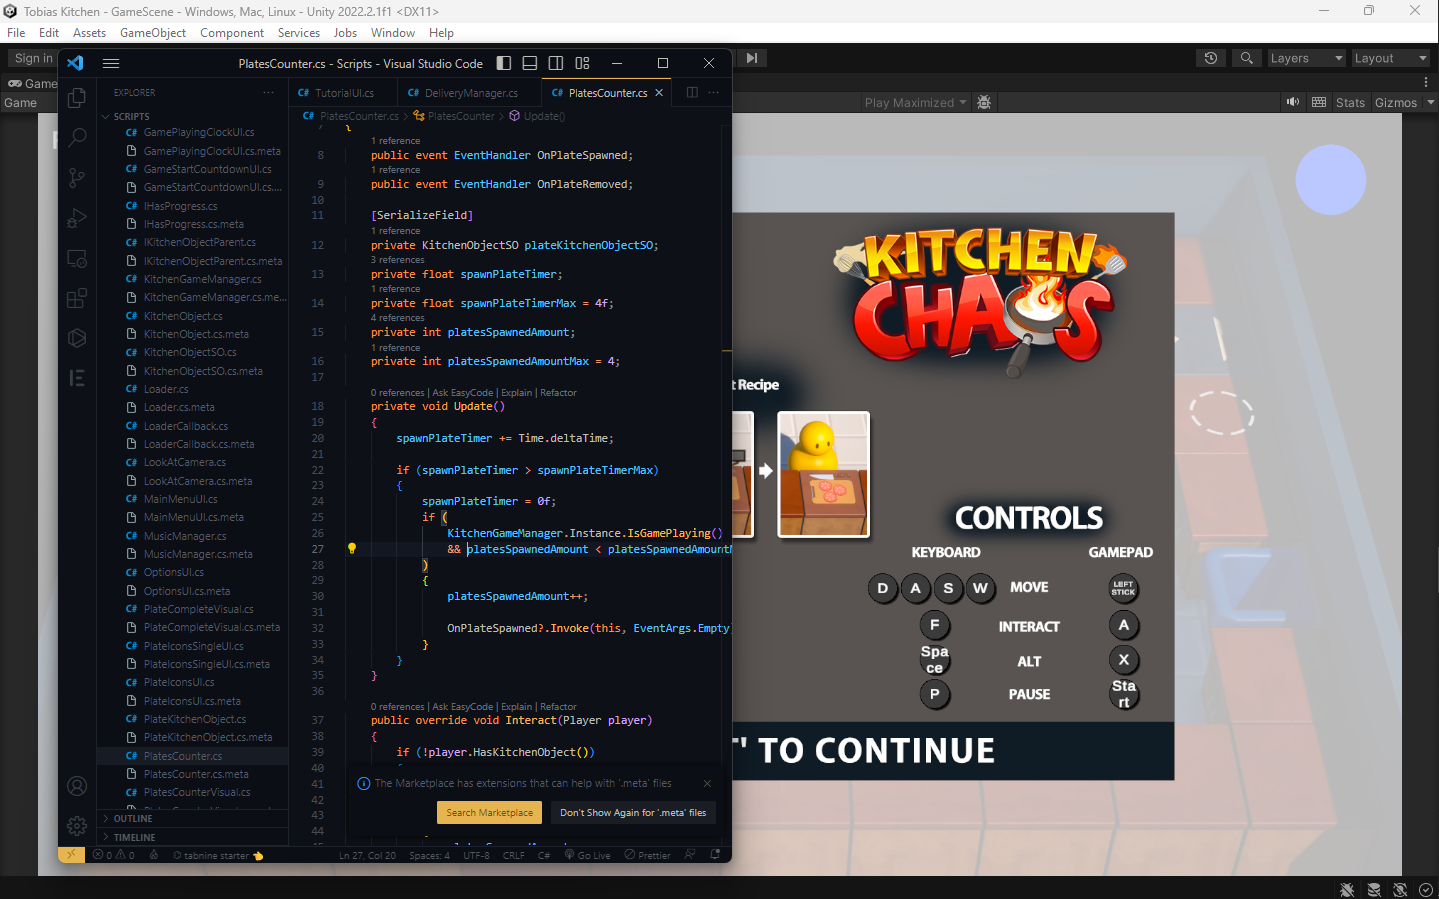 Tobias Kitchen - GameScene - Windows, Mac, Linux - Unity 2022.2.1f1 <DX11>
File Edit Assets GameObject Component Services Jobs Window Help
Sign in
Layers Layout
Game
Game
Play Maximized
Stats Gizmos
PlatesCounter.cs - Scripts - Visual Studio Code
EXPLORER
SCRIPTS
C# GamePlayingClockUI.cs
GamePlayingClockUI.cs.meta
C# GameStartCountdownUI.cs
GameStartCountdownUI.cs....
C# IHasProgress.cs
IHasProgress.cs.meta
C# IKitchenObjectParent.cs
IKitchenObjectParent.cs.meta
C# KitchenGameManager.cs
KitchenGameManager.cs.me...
C# KitchenObject.cs
KitchenObject.cs.meta
C# KitchenObjectSO.cs
KitchenObjectSO.cs.meta
C# Loader.cs
Loader.cs.meta
C# LoaderCallback.cs
LoaderCallback.cs.meta
C# LookAtCamera.cs
LookAtCamera.cs.meta
C# MainMenuUI.cs
MainMenuUI.cs.meta
C# MusicManager.cs
MusicManager.cs.meta
C# OptionsUI.cs
OptionsUI.cs.meta
C# PlateCompleteVisual.cs
PlateCompleteVisual.cs.meta
C# PlateIconsSingleUI.cs
PlateIconsSingleUI.cs.meta
C# PlateIconsUI.cs
PlateIconsUI.cs.meta
C# PlateKitchenObject.cs
PlateKitchenObject.cs.meta
C# PlatesCounter.cs
PlatesCounter.cs.meta
C# PlatesCounterVisual.cs
OUTLINE
TIMELINE
C# TutorialUI.cs C# DeliveryManager.cs C# PlatesCounter.cs
C# PlatesCounter.cs > PlatesCounter > Update()
7 {
1 reference
8 public event EventHandler OnPlateSpawned;
1 reference
9 public event EventHandler OnPlateRemoved;
10
11 [SerializeField]
1 reference
12 private KitchenObjectSO plateKitchenObjectSO;
3 references
13 private float spawnPlateTimer;
1 reference
14 private float spawnPlateTimerMax = 4f;
4 references
15 private int platesSpawnedAmount;
1 reference
16 private int platesSpawnedAmountMax = 4;
17
0 references | Ask EasyCode | Explain | Refactor
18 private void Update()
19 {
20 spawnPlateTimer += Time.deltaTime;
21
22 if (spawnPlateTimer > spawnPlateTimerMax)
23 {
24 spawnPlateTimer = 0f;
25 if (
26 KitchenGameManager.Instance.IsGamePlaying()
27 && platesSpawnedAmount < platesSpawnedAmountM
28 )
29 {
30 platesSpawnedAmount++;
31
32 OnPlateSpawned?.Invoke(this, EventArgs.Empty
33 }
34 }
35 }
36
0 references | Ask EasyCode | Explain | Refactor
37 public override void Interact(Player player)
38 {
39 if (!player.HasKitchenObject())
40 {
41
42
43
44
The Marketplace has extensions that can help with '.meta' files
Search Marketplace Don't Show Again for '.meta' files
0 0 tabnine starter Ln 27, Col 20 Spaces: 4 UTF-8 CRLF C# Go Live Prettier
KITCHEN
CHAOS
t Recipe
CONTROLS
KEYBOARD GAMEPAD
D A S W MOVE LEFT STICK
F INTERACT A
Spa
ce ALT X
P PAUSE Sta
rt
' TO CONTINUE